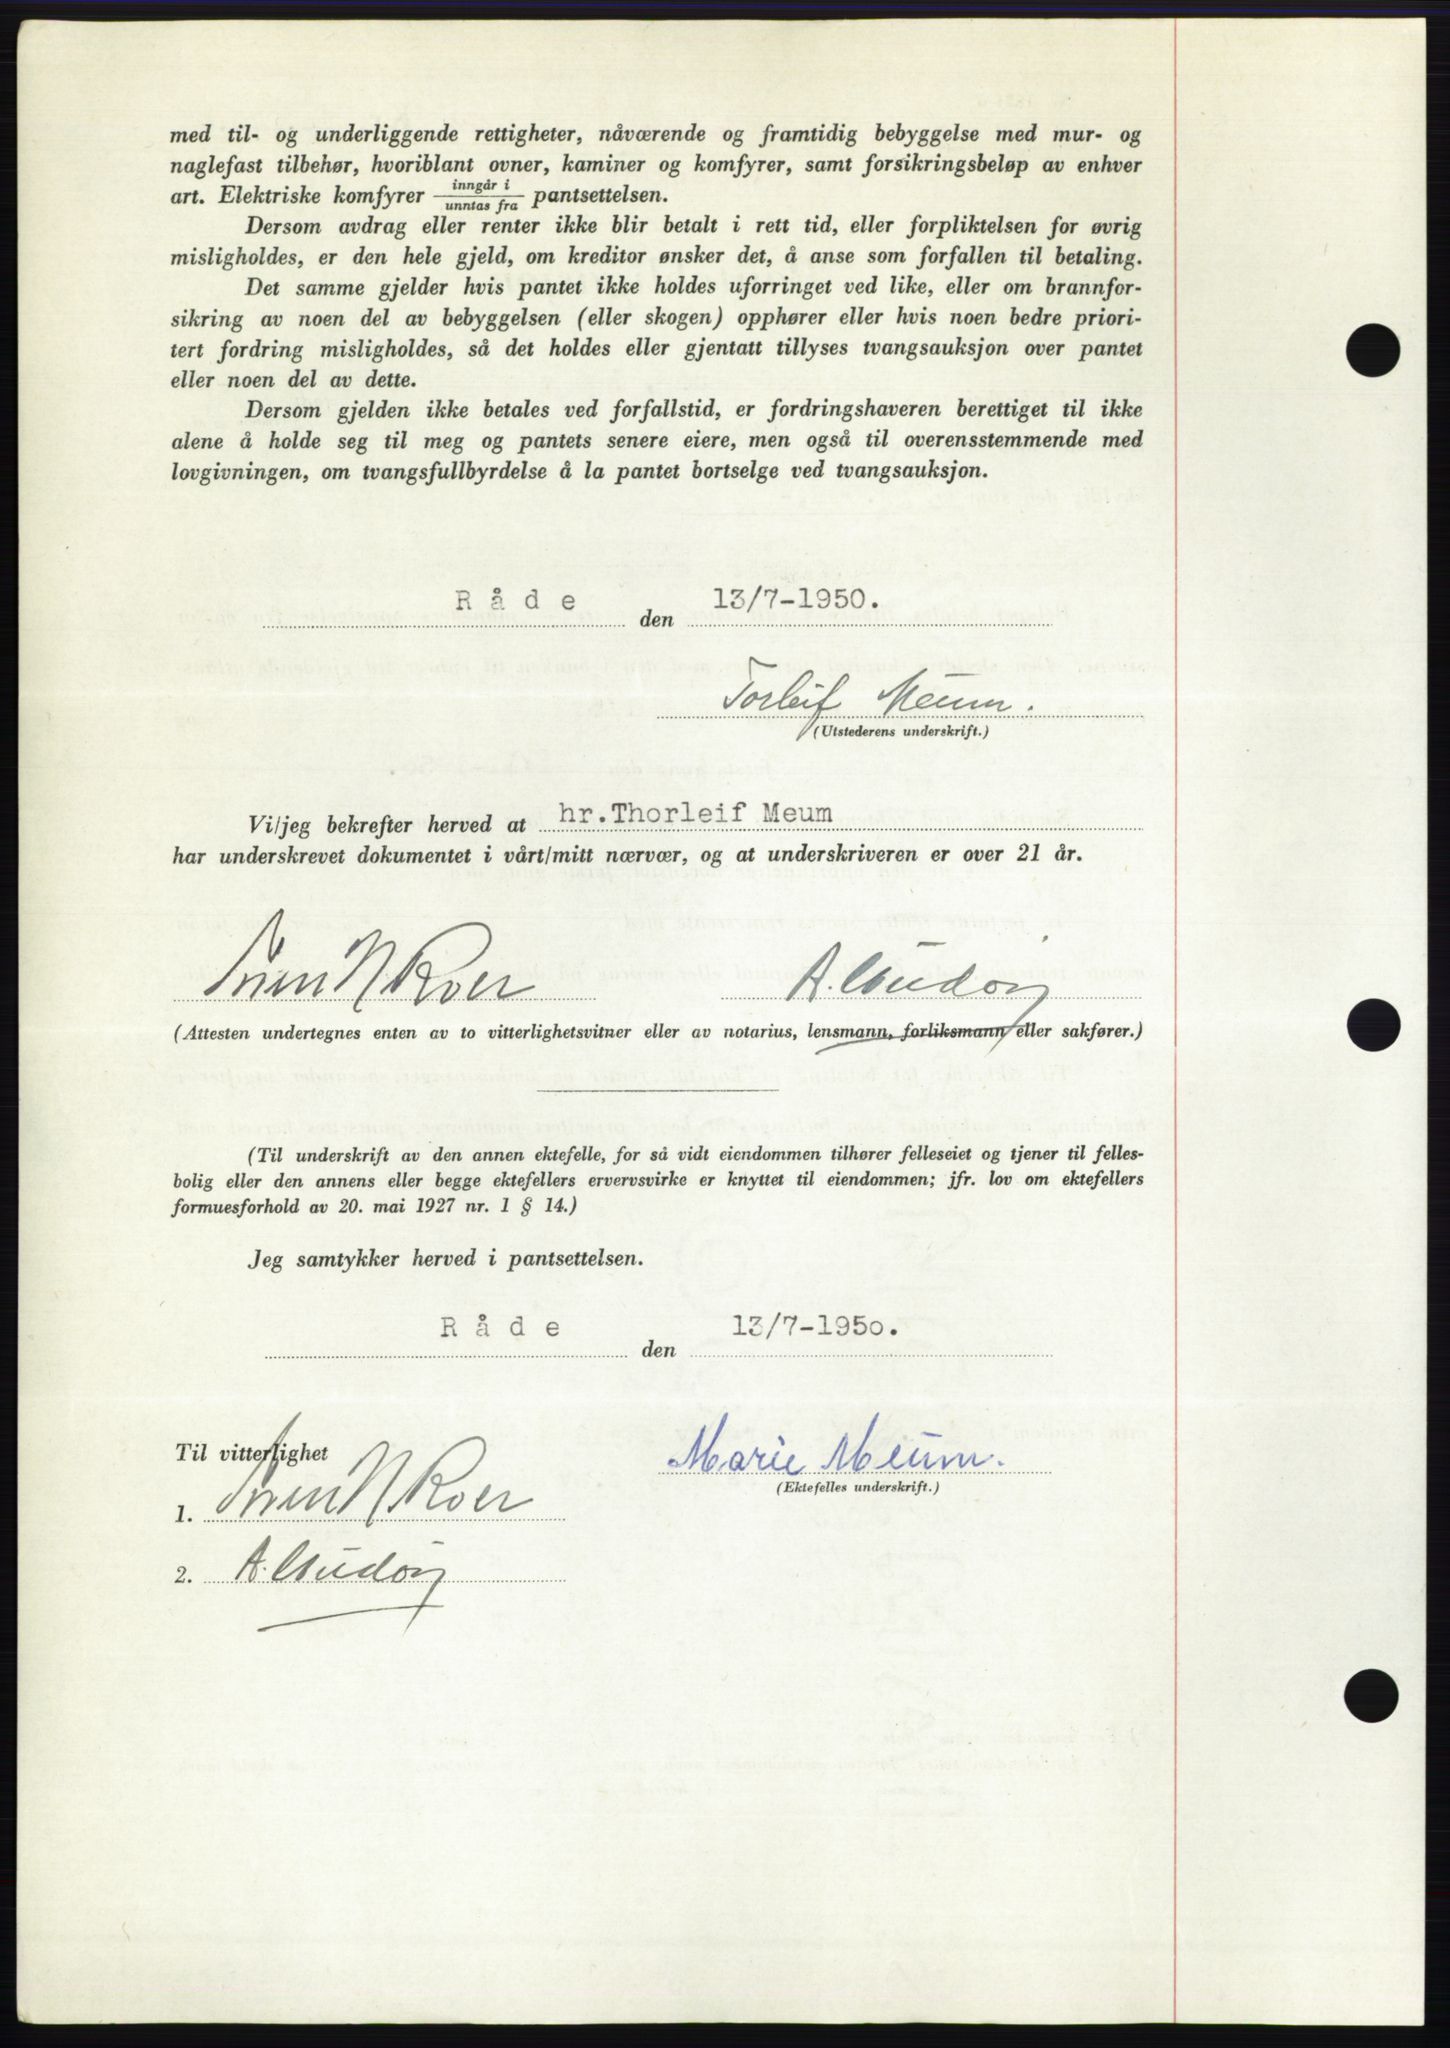 med til- og underliggende rettigheter, nåværende og framtidig bebyggelse med mur- og
naglefast tilbehør, hvoriblant ovner, kaminer og komfyrer, samt forsikringsbeløp av enhver
art. Elektriske komfyrer inngår i / unntas fra pantsettelsen.
Dersom avdrag eller renter ikke blir betalt i rett tid, eller forpliktelsen for øvrig
misligholdes, er den hele gjeld, om kreditor ønsker det, å anse som forfallen til betaling.
Det samme gjelder hvis pantet ikke holdes uforringet ved like, eller om brannfor-
sikring av noen del av bebyggelsen (eller skogen) opphører eller hvis noen bedre priori-
tert fordring misligholdes, så det holdes eller gjentatt tillyses tvangsauksjon over pantet
eller noen del av dette.
Dersom gjelden ikke betales ved forfallstid, er fordringshaveren berettiget til ikke
alene å holde seg til meg og pantets senere eiere, men også til overensstemmende med
lovgivningen, om tvangsfullbyrdelse å la pantet bortselge ved tvangsauksjon.
Råde den 13/7-1950.
Torleif Meum.
(Utstederens underskrift.)
Vi/jeg bekrefter herved at hr.Thorleif Meum
har underskrevet dokumentet i vårt/mitt nærvær, og at underskriveren er over 21 år.
N Roer A.
(Attesten undertegnes enten av to vitterlighetsvitner eller av notarius, lensmann, forliksmann eller sakfører.)
(Til underskrift av den annen ektefelle, for så vidt eiendommen tilhører felleseiet og tjener til felles-
bolig eller den annens eller begge ektefellers ervervsvirke er knyttet til eiendommen; jfr. lov om ektefellers
formuesforhold av 20. mai 1927 nr. 1 § 14.)
Jeg samtykker herved i pantsettelsen.
Råde den 13/7-195o.
Til vitterlighet
Marie Meum.
(Ektefelles underskrift.)
1. N Roer
2. A.